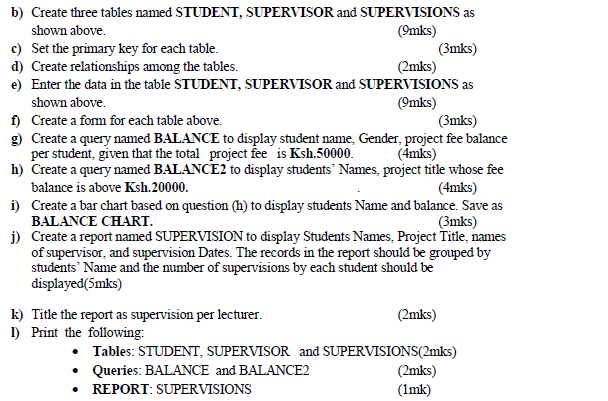 b) Create three tables named STUDENT, SUPERVISOR and SUPERVISIONS as
shown above. (9mks)
c) Set the primary key for each table. (3mks)
d) Create relationships among the tables. (2mks)
e) Enter the data in the table STUDENT, SUPERVISOR and SUPERVISIONS as
shown above. (9mks)
f) Create a form for each table above. (3mks)
g) Create a query named BALANCE to display student name, Gender, project fee balance
per student, given that the total project fee is Ksh.50000. (4mks)
h) Create a query named BALANCE2 to display students’ Names, project title whose fee
balance is above Ksh.20000. (4mks)
i) Create a bar chart based on question (h) to display students Name and balance. Save as
BALANCE CHART. (3mks)
j) Create a report named SUPERVISION to display Students Names, Project Title, names
of supervisor, and supervision Dates. The records in the report should be grouped by
students’ Name and the number of supervisions by each student should be
displayed(5mks)
k) Title the report as supervision per lecturer. (2mks)
l) Print the following:
• Tables: STUDENT, SUPERVISOR and SUPERVISIONS(2mks)
• Queries: BALANCE and BALANCE2 (2mks)
• REPORT: SUPERVISIONS (1mk)